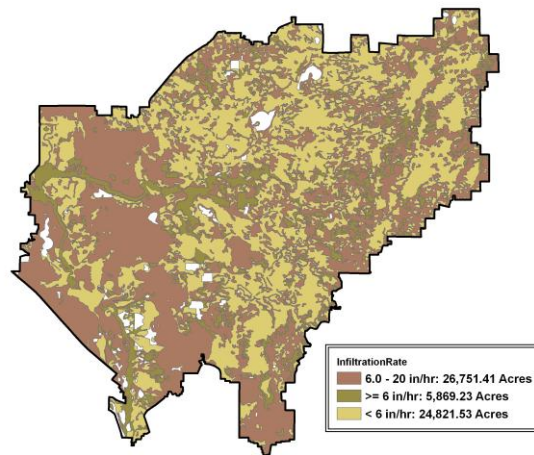 InfiltrationRate
6.0 - 20 in/hr: 26,751.41 Acres
>= 6 in/hr: 5,869.23 Acres
< 6 in/hr: 24,821.53 Acres